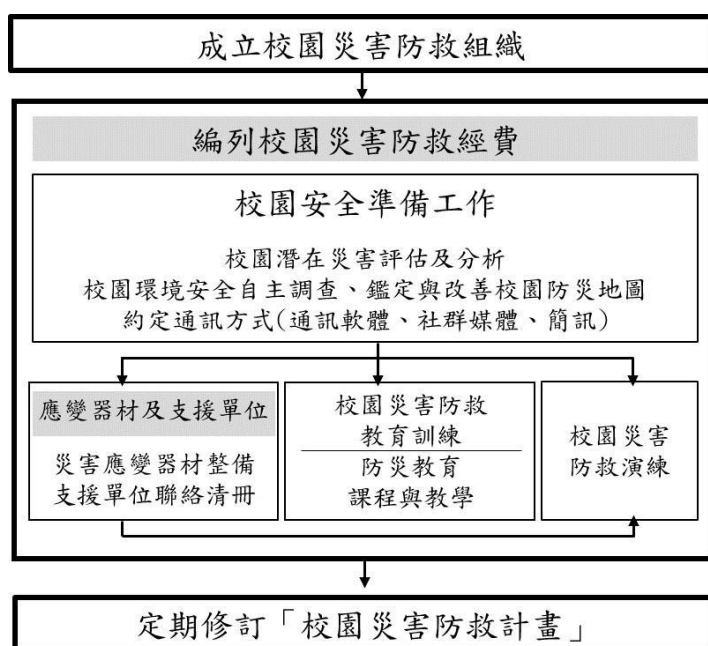 成立校園災害防救組織
編列校園災害防救經費
校園安全準備工作
校園潛在災害評估及分析
校園環境安全自主調查、鑑定與改善校園防災地圖
約定通訊方式(通訊軟體、社群媒體、簡訊)
應變器材及支援單位
災害應變器材整備
支援單位聯絡清冊
校園災害防救
教育訓練
防災教育
課程與教學
校園災害
防救演練
定期修訂「校園災害防救計畫」